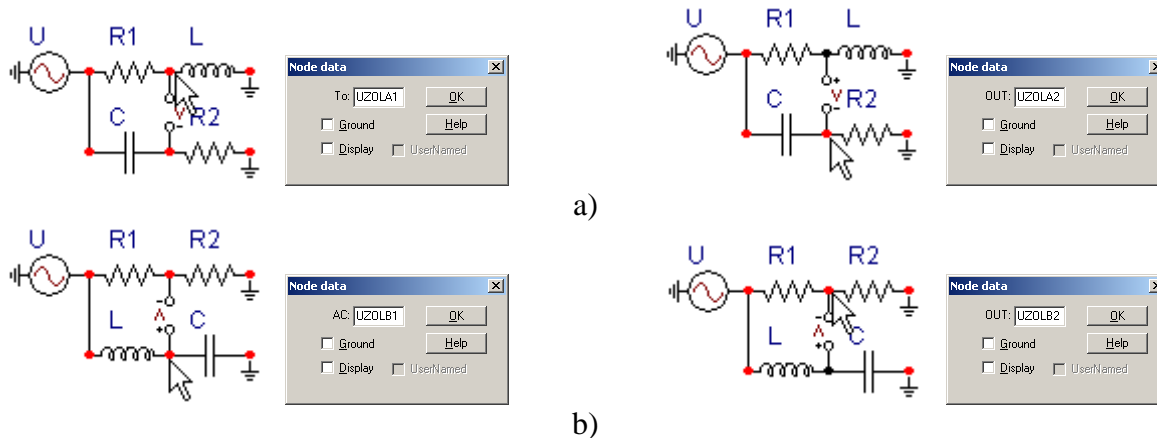 U R1 L
C V R2
Node data
To: UZOLA1 OK
Ground Help
Display UserNamed
U R1 L
C V R2
Node data
OUT: UZOLA2 OK
Ground Help
Display UserNamed
a)
U R1 R2
L V C
Node data
AC: UZOLB1 OK
Ground Help
Display UserNamed
U R1 R2
L V C
Node data
OUT: UZOLB2 OK
Ground Help
Display UserNamed
b)